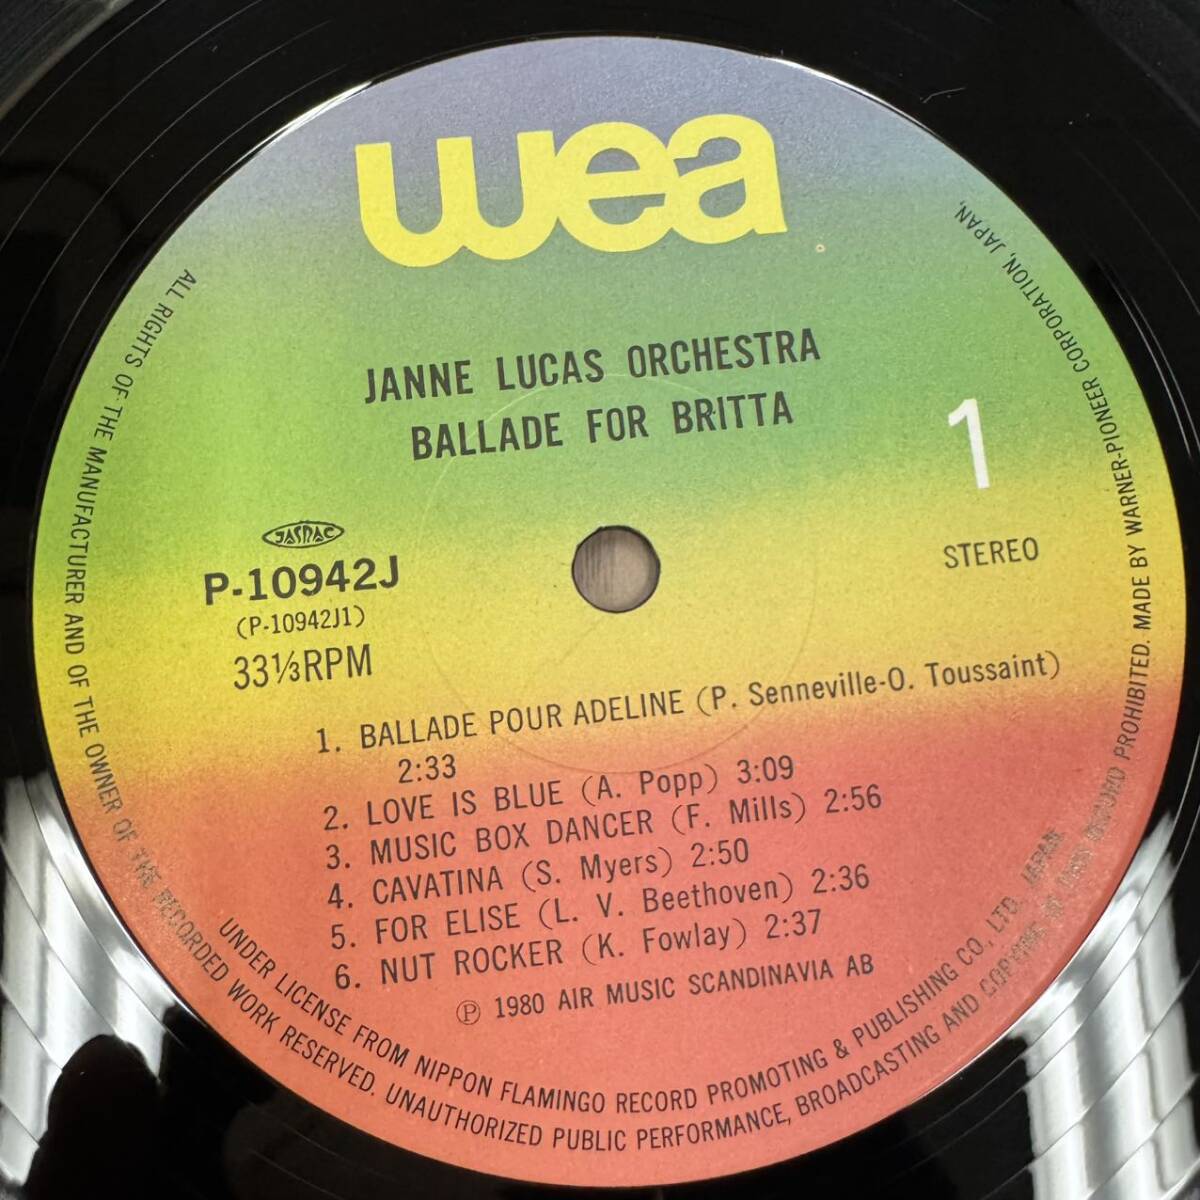 wea
JANNE LUCAS ORCHESTRA
BALLADE FOR BRITTA
1
JASRAC
P-10942J
(P-10942J1)
33⅓RPM
STEREO
1. BALLADE POUR ADELINE (P. Senneville-O. Toussaint)
2:33
2. LOVE IS BLUE (A. Popp) 3:09
3. MUSIC BOX DANCER (F. Mills) 2:56
4. CAVATINA (S. Myers) 2:50
5. FOR ELISE (L. V. Beethoven) 2:36
6. NUT ROCKER (K. Fowlay) 2:37
Ⓟ 1980 AIR MUSIC SCANDINAVIA AB
UNDER LICENSE FROM NIPPON FLAMINGO RECORD PROMOTING & PUBLISHING CO., LTD. JAPAN
ALL RIGHTS OF THE MANUFACTURER AND OF THE OWNER OF THE RECORDED WORK RESERVED. UNAUTHORIZED PUBLIC PERFORMANCE, BROADCASTING AND COPYING OF THIS RECORD PROHIBITED. MADE BY WARNER-PIONEER CORPORATION, JAPAN.